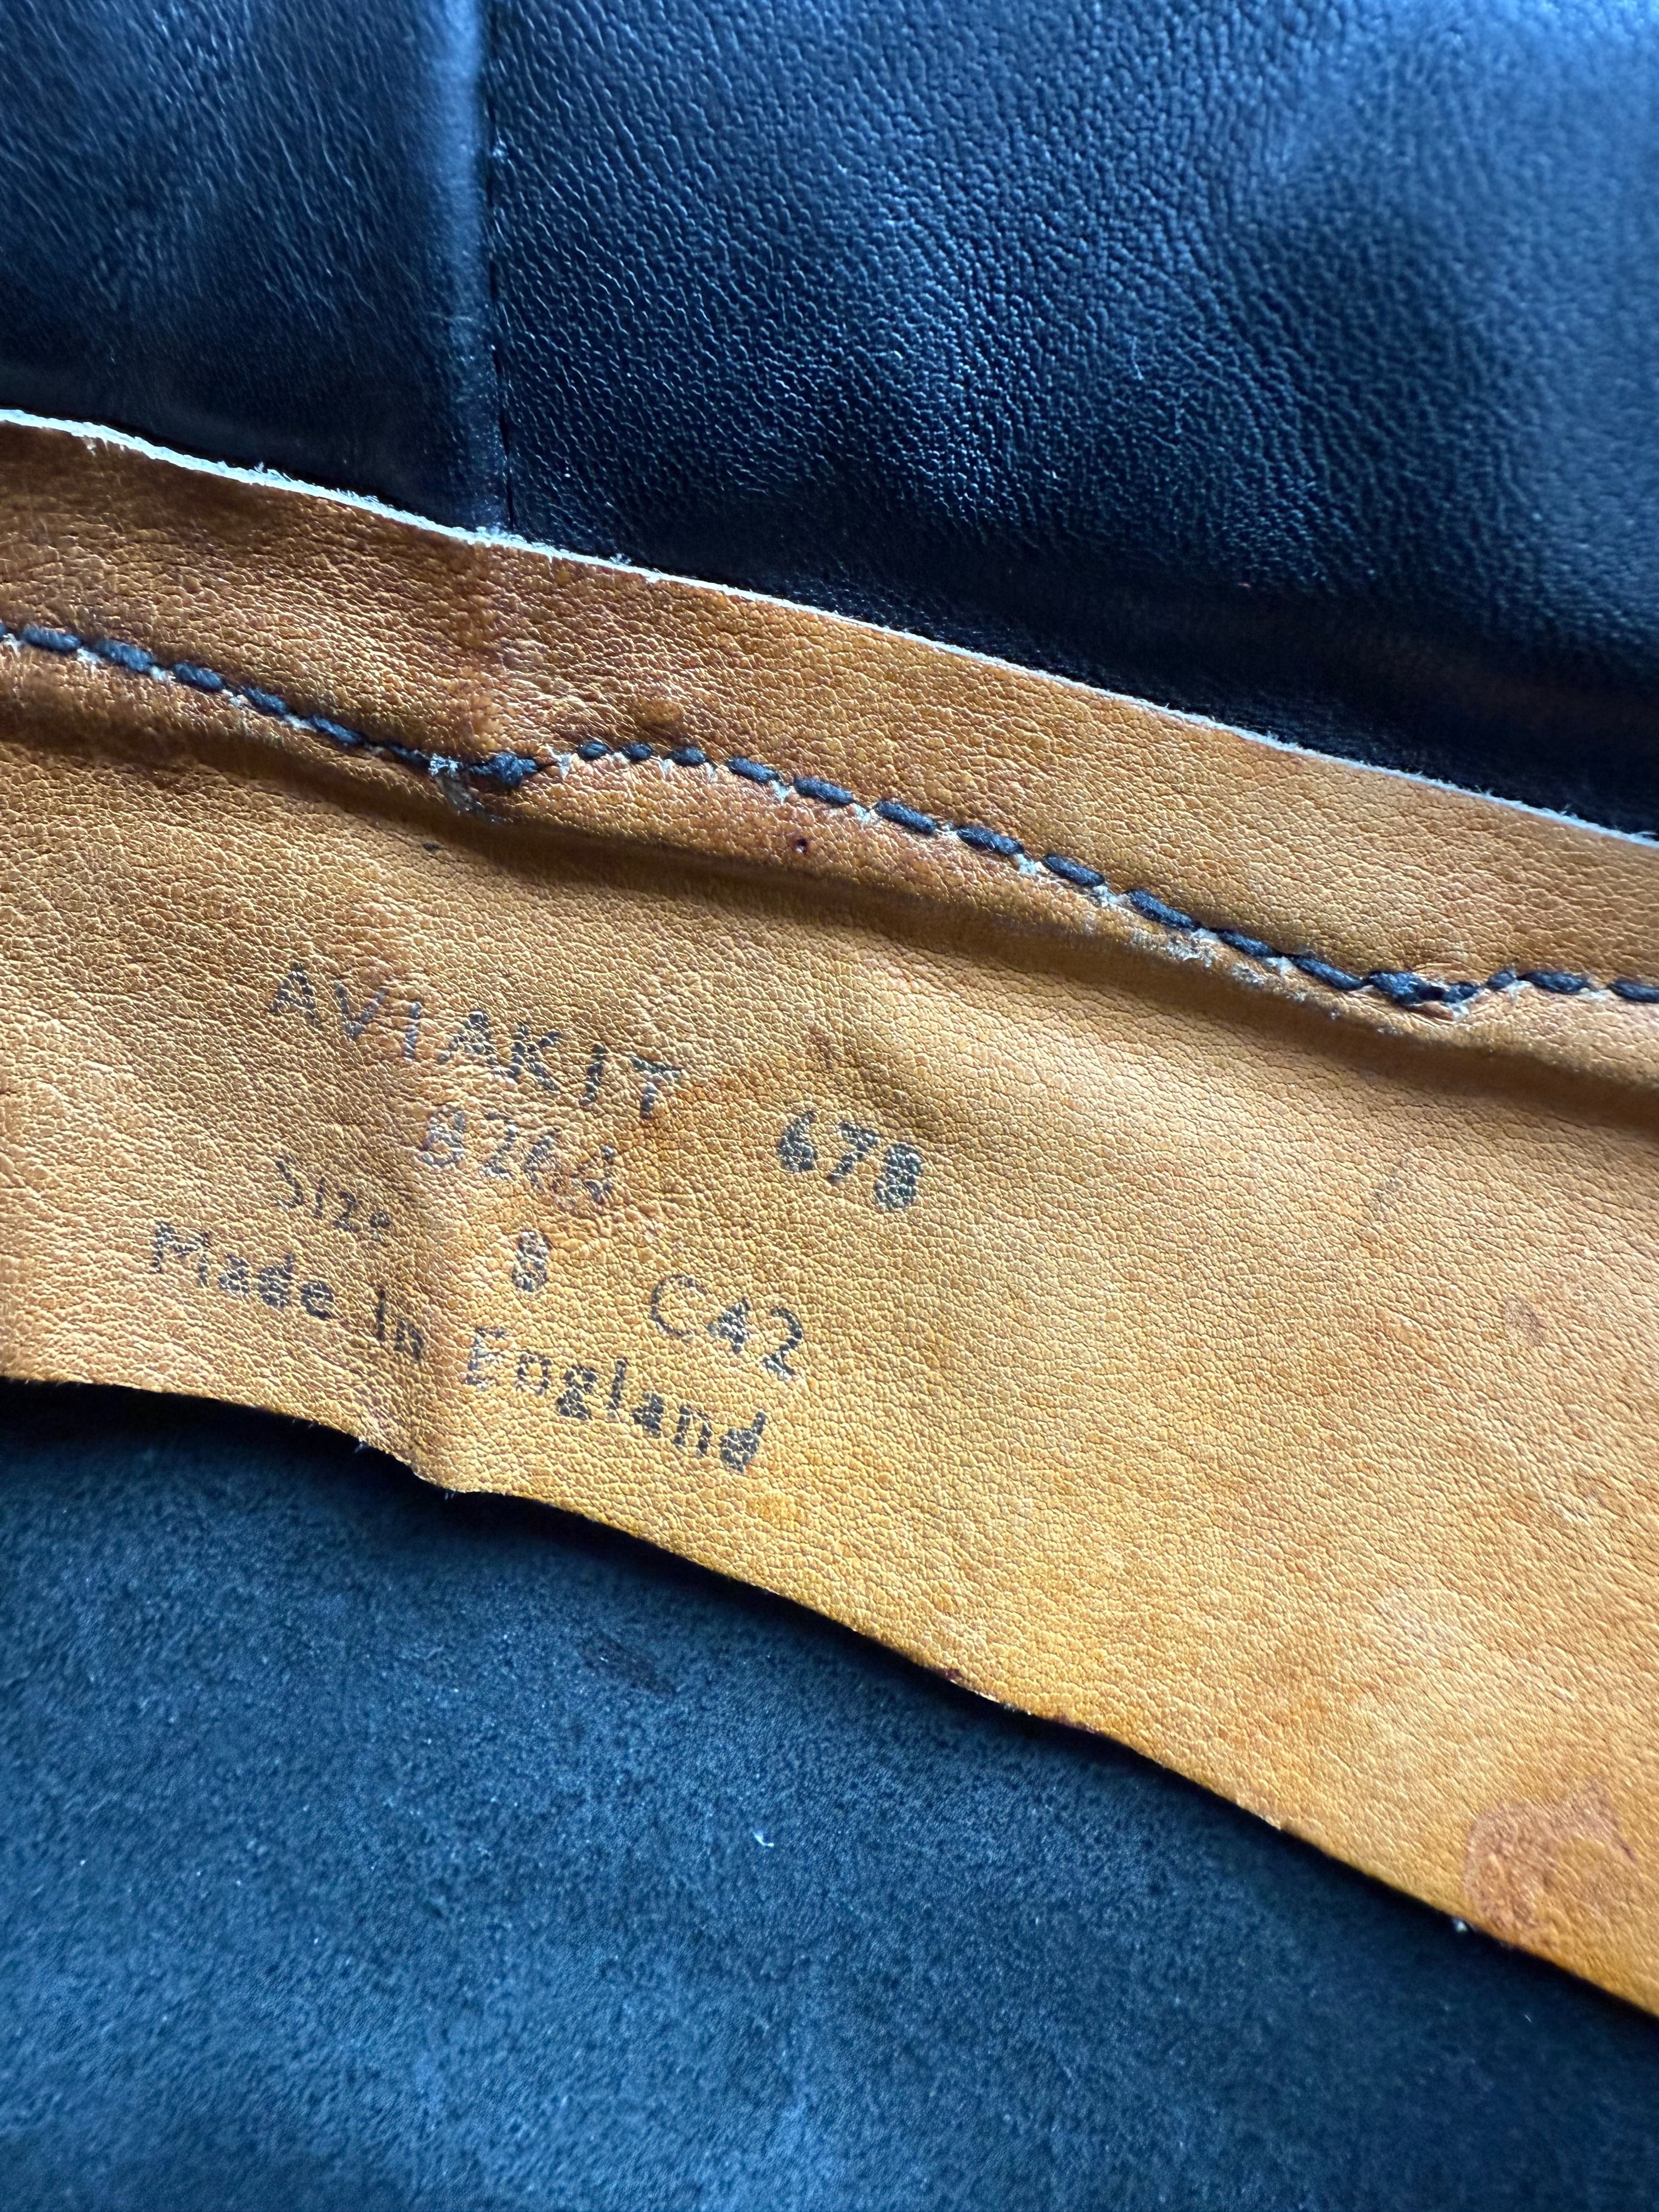 AVIAKIT
678
Size 8 C42
Made In England